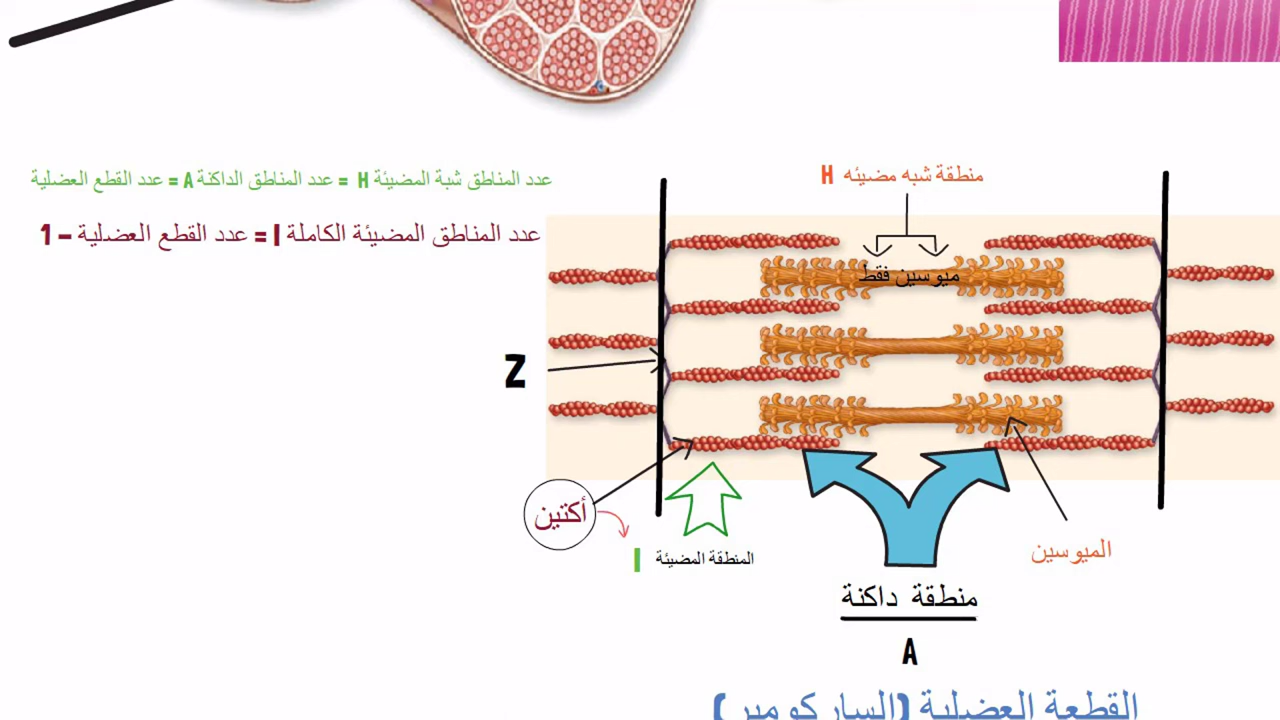 عدد المناطق شبة المضيئة H = عدد المناطق الداكنة A = عدد القطع العضلية
عدد المناطق المضيئة الكاملة I = عدد القطع العضلية – 1
منطقة شبه مضيئه H
ميوسين فقط
Z
أكتين
المنطقة المضيئة I
الميوسين
منطقة داكنة
A
القطعة العضلية (الساركومير)